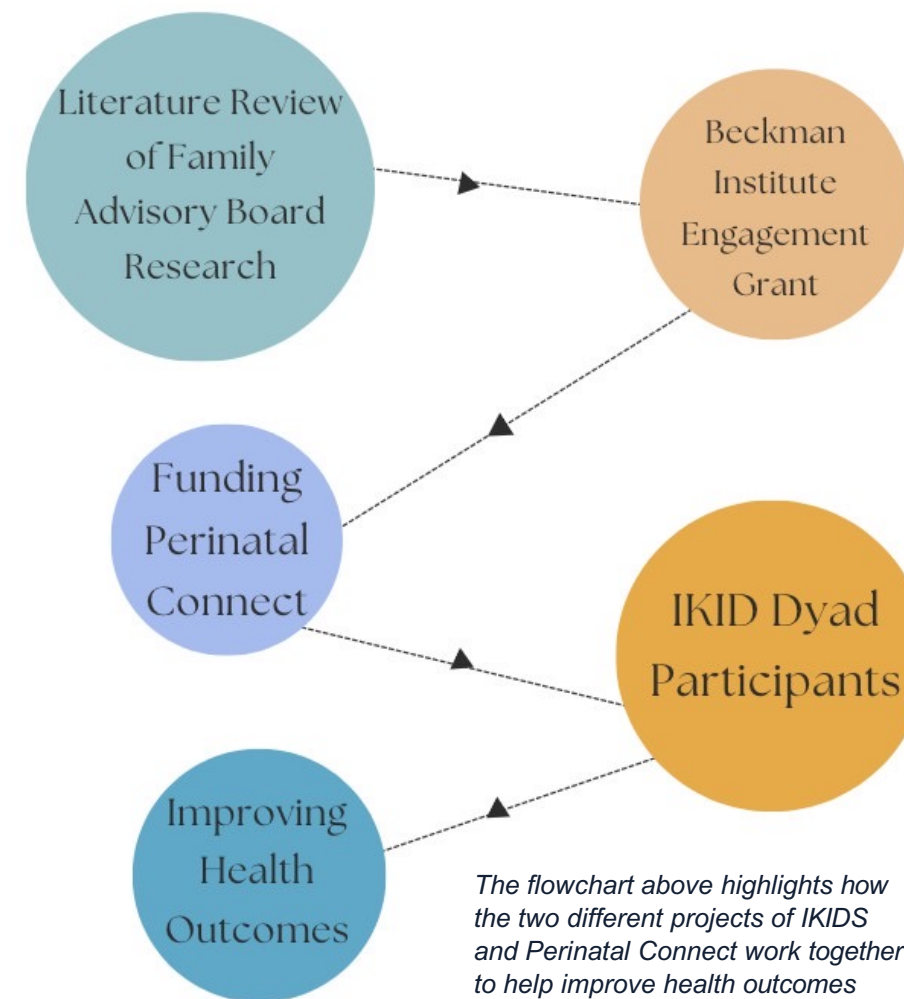 Literature Review
of Family
Advisory Board
Research
Beckman
Institute
Engagement
Grant
Funding
Perinatal
Connect
IKID Dyad
Participants
Improving
Health
Outcomes
The flowchart above highlights how
the two different projects of IKIDS
and Perinatal Connect work together
to help improve health outcomes